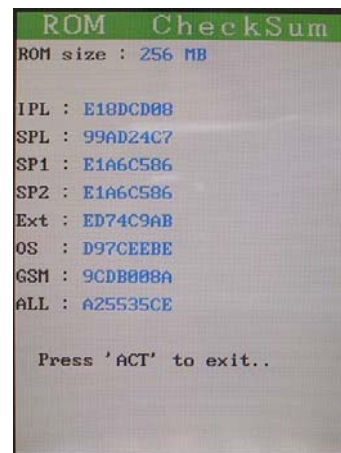 ROM CheckSum
ROM size : 256 MB
IPL : E18DCD08
SPL : 99AD24C7
SP1 : E1A6C586
SP2 : E1A6C586
Ext : ED74C9AB
OS : D97CEEBE
GSM : 9CDB008A
ALL : A25535CE
Press 'ACT' to exit..